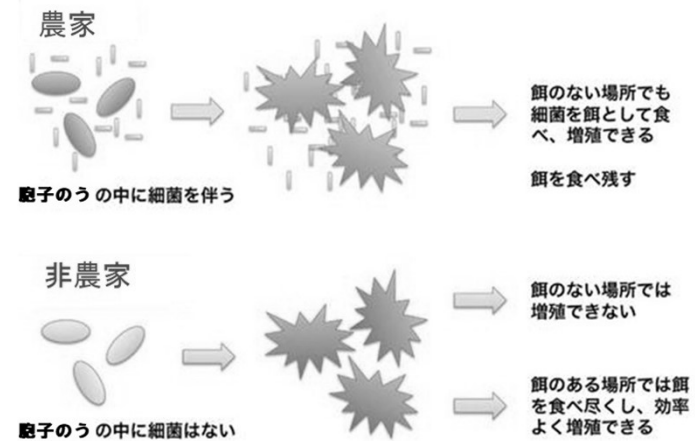 農家
餌のない場所でも
細菌を餌として食
べ、増殖できる
餌を食べ残す
胞子のうの中に細菌を伴う
非農家
餌のない場所では
増殖できない
餌のある場所では餌
を食べ尽くし、効率
よく増殖できる
胞子のうの中に細菌はない